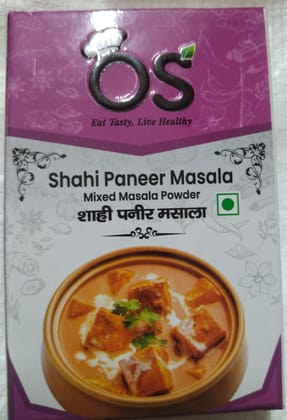 OS
Eat Tasty, Live Healthy
Shahi Paneer Masala
Mixed Masala Powder
शाही पनीर मसाला